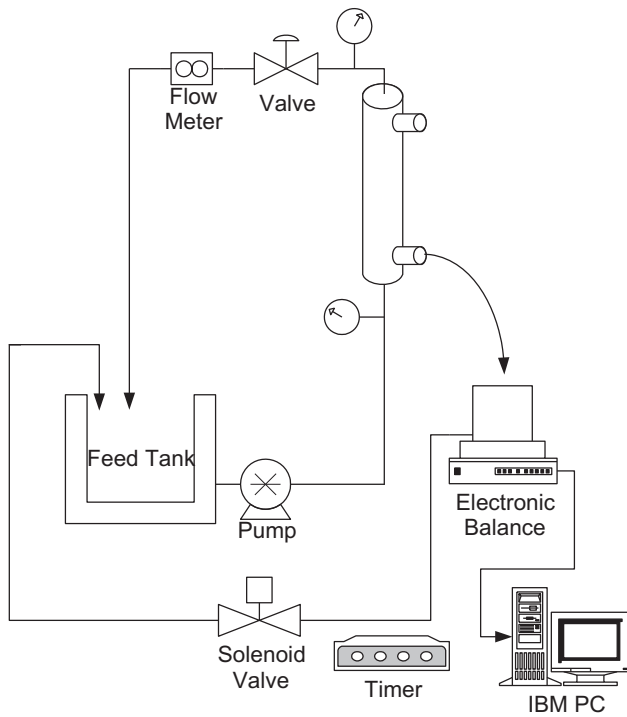 Flow
Meter
Valve
Feed Tank
Pump
Electronic
Balance
Solenoid
Valve
Timer
IBM PC